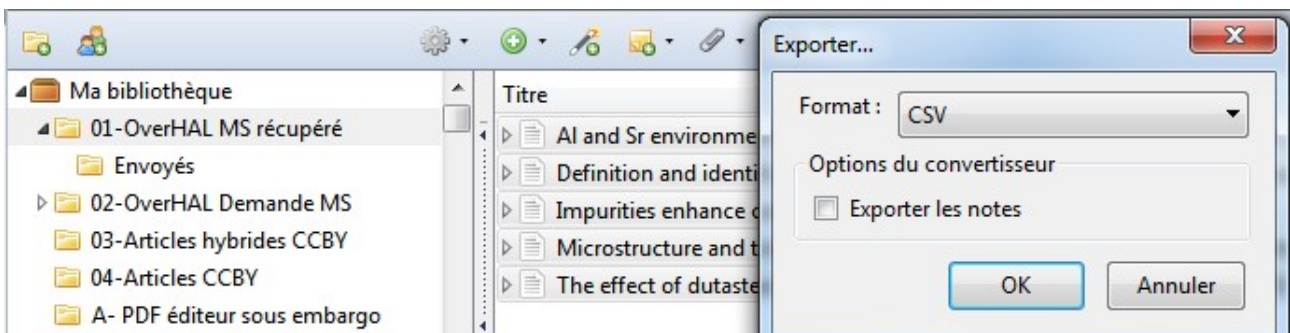 Exporter...
Ma bibliothèque
01-OverHAL MS récupéré
Envoyés
02-OverHAL Demande MS
03-Articles hybrides CCBY
04-Articles CCBY
A- PDF éditeur sous embargo
Titre
Al and Sr environme
Definition and identi
Impurities enhance
Microstructure and t
The effect of dutaste
Format :
CSV
Options du convertisseur
Exporter les notes
OK
Annuler